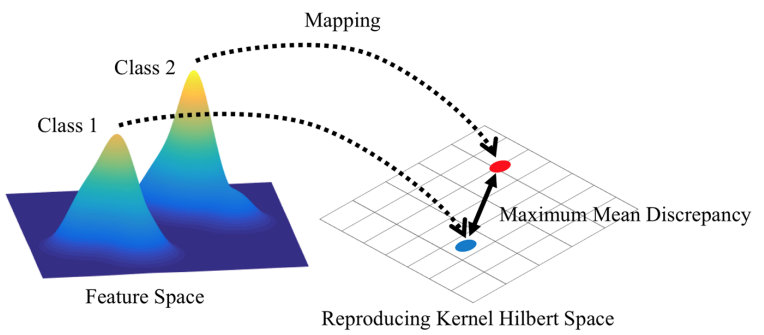 Mapping
Class 2
Class 1
Maximum Mean Discrepancy
Feature Space
Reproducing Kernel Hilbert Space